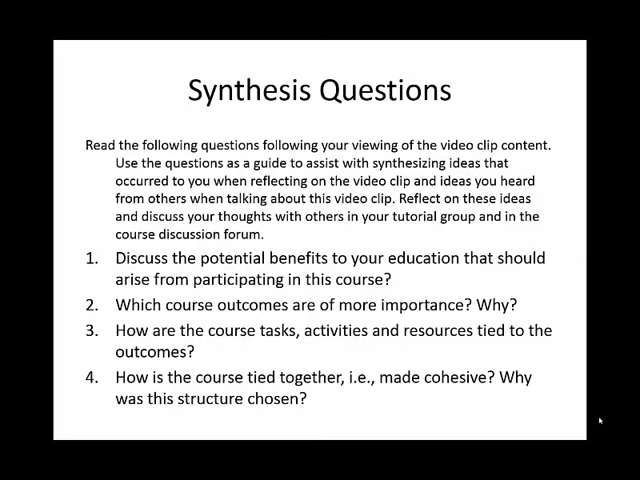 Synthesis Questions
Read the following questions following your viewing of the video clip content.
Use the questions as a guide to assist with synthesizing ideas that
occurred to you when reflecting on the video clip and ideas you heard
from others when talking about this video clip. Reflect on these ideas
and discuss your thoughts with others in your tutorial group and in the
course discussion forum.
1. Discuss the potential benefits to your education that should
arise from participating in this course?
2. Which course outcomes are of more importance? Why?
3. How are the course tasks, activities and resources tied to the
outcomes?
4. How is the course tied together, i.e., made cohesive? Why
was this structure chosen?